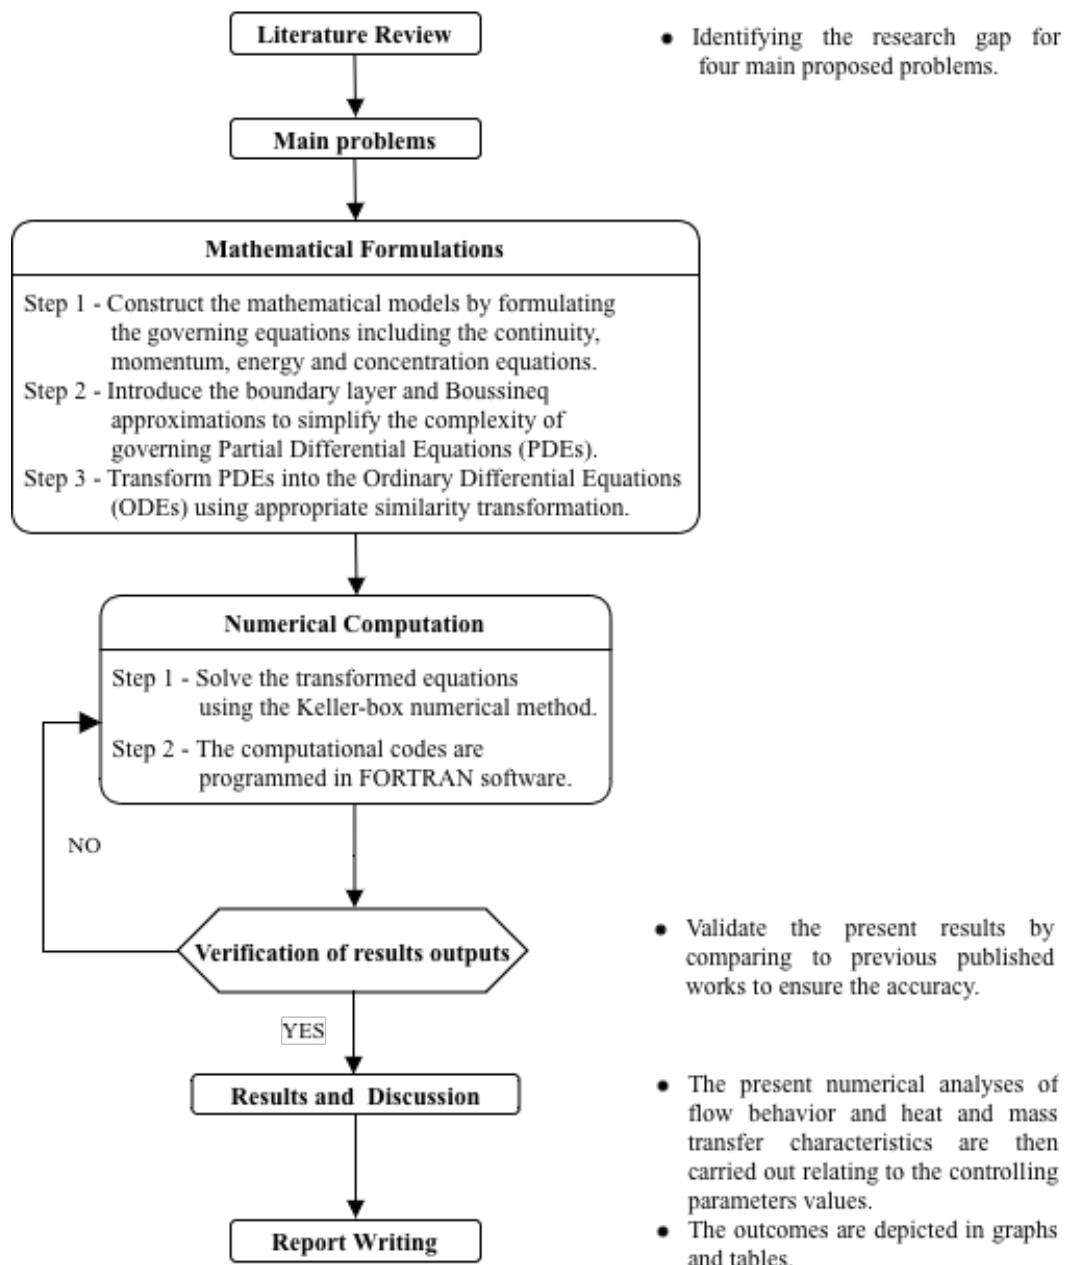 Literature Review
● Identifying the research gap for
four main proposed problems.
Main problems
Mathematical Formulations
Step 1 - Construct the mathematical models by formulating
the governing equations including the continuity,
momentum, energy and concentration equations.
Step 2 - Introduce the boundary layer and Boussineq
approximations to simplify the complexity of
governing Partial Differential Equations (PDEs).
Step 3 - Transform PDEs into the Ordinary Differential Equations
(ODEs) using appropriate similarity transformation.
Numerical Computation
Step 1 - Solve the transformed equations
using the Keller-box numerical method.
Step 2 - The computational codes are
programmed in FORTRAN software.
NO
Verification of results outputs
● Validate the present results by
comparing to previous published
works to ensure the accuracy.
YES
Results and Discussion
● The present numerical analyses of
flow behavior and heat and mass
transfer characteristics are then
carried out relating to the controlling
parameters values.
● The outcomes are depicted in graphs
and tables.
Report Writing